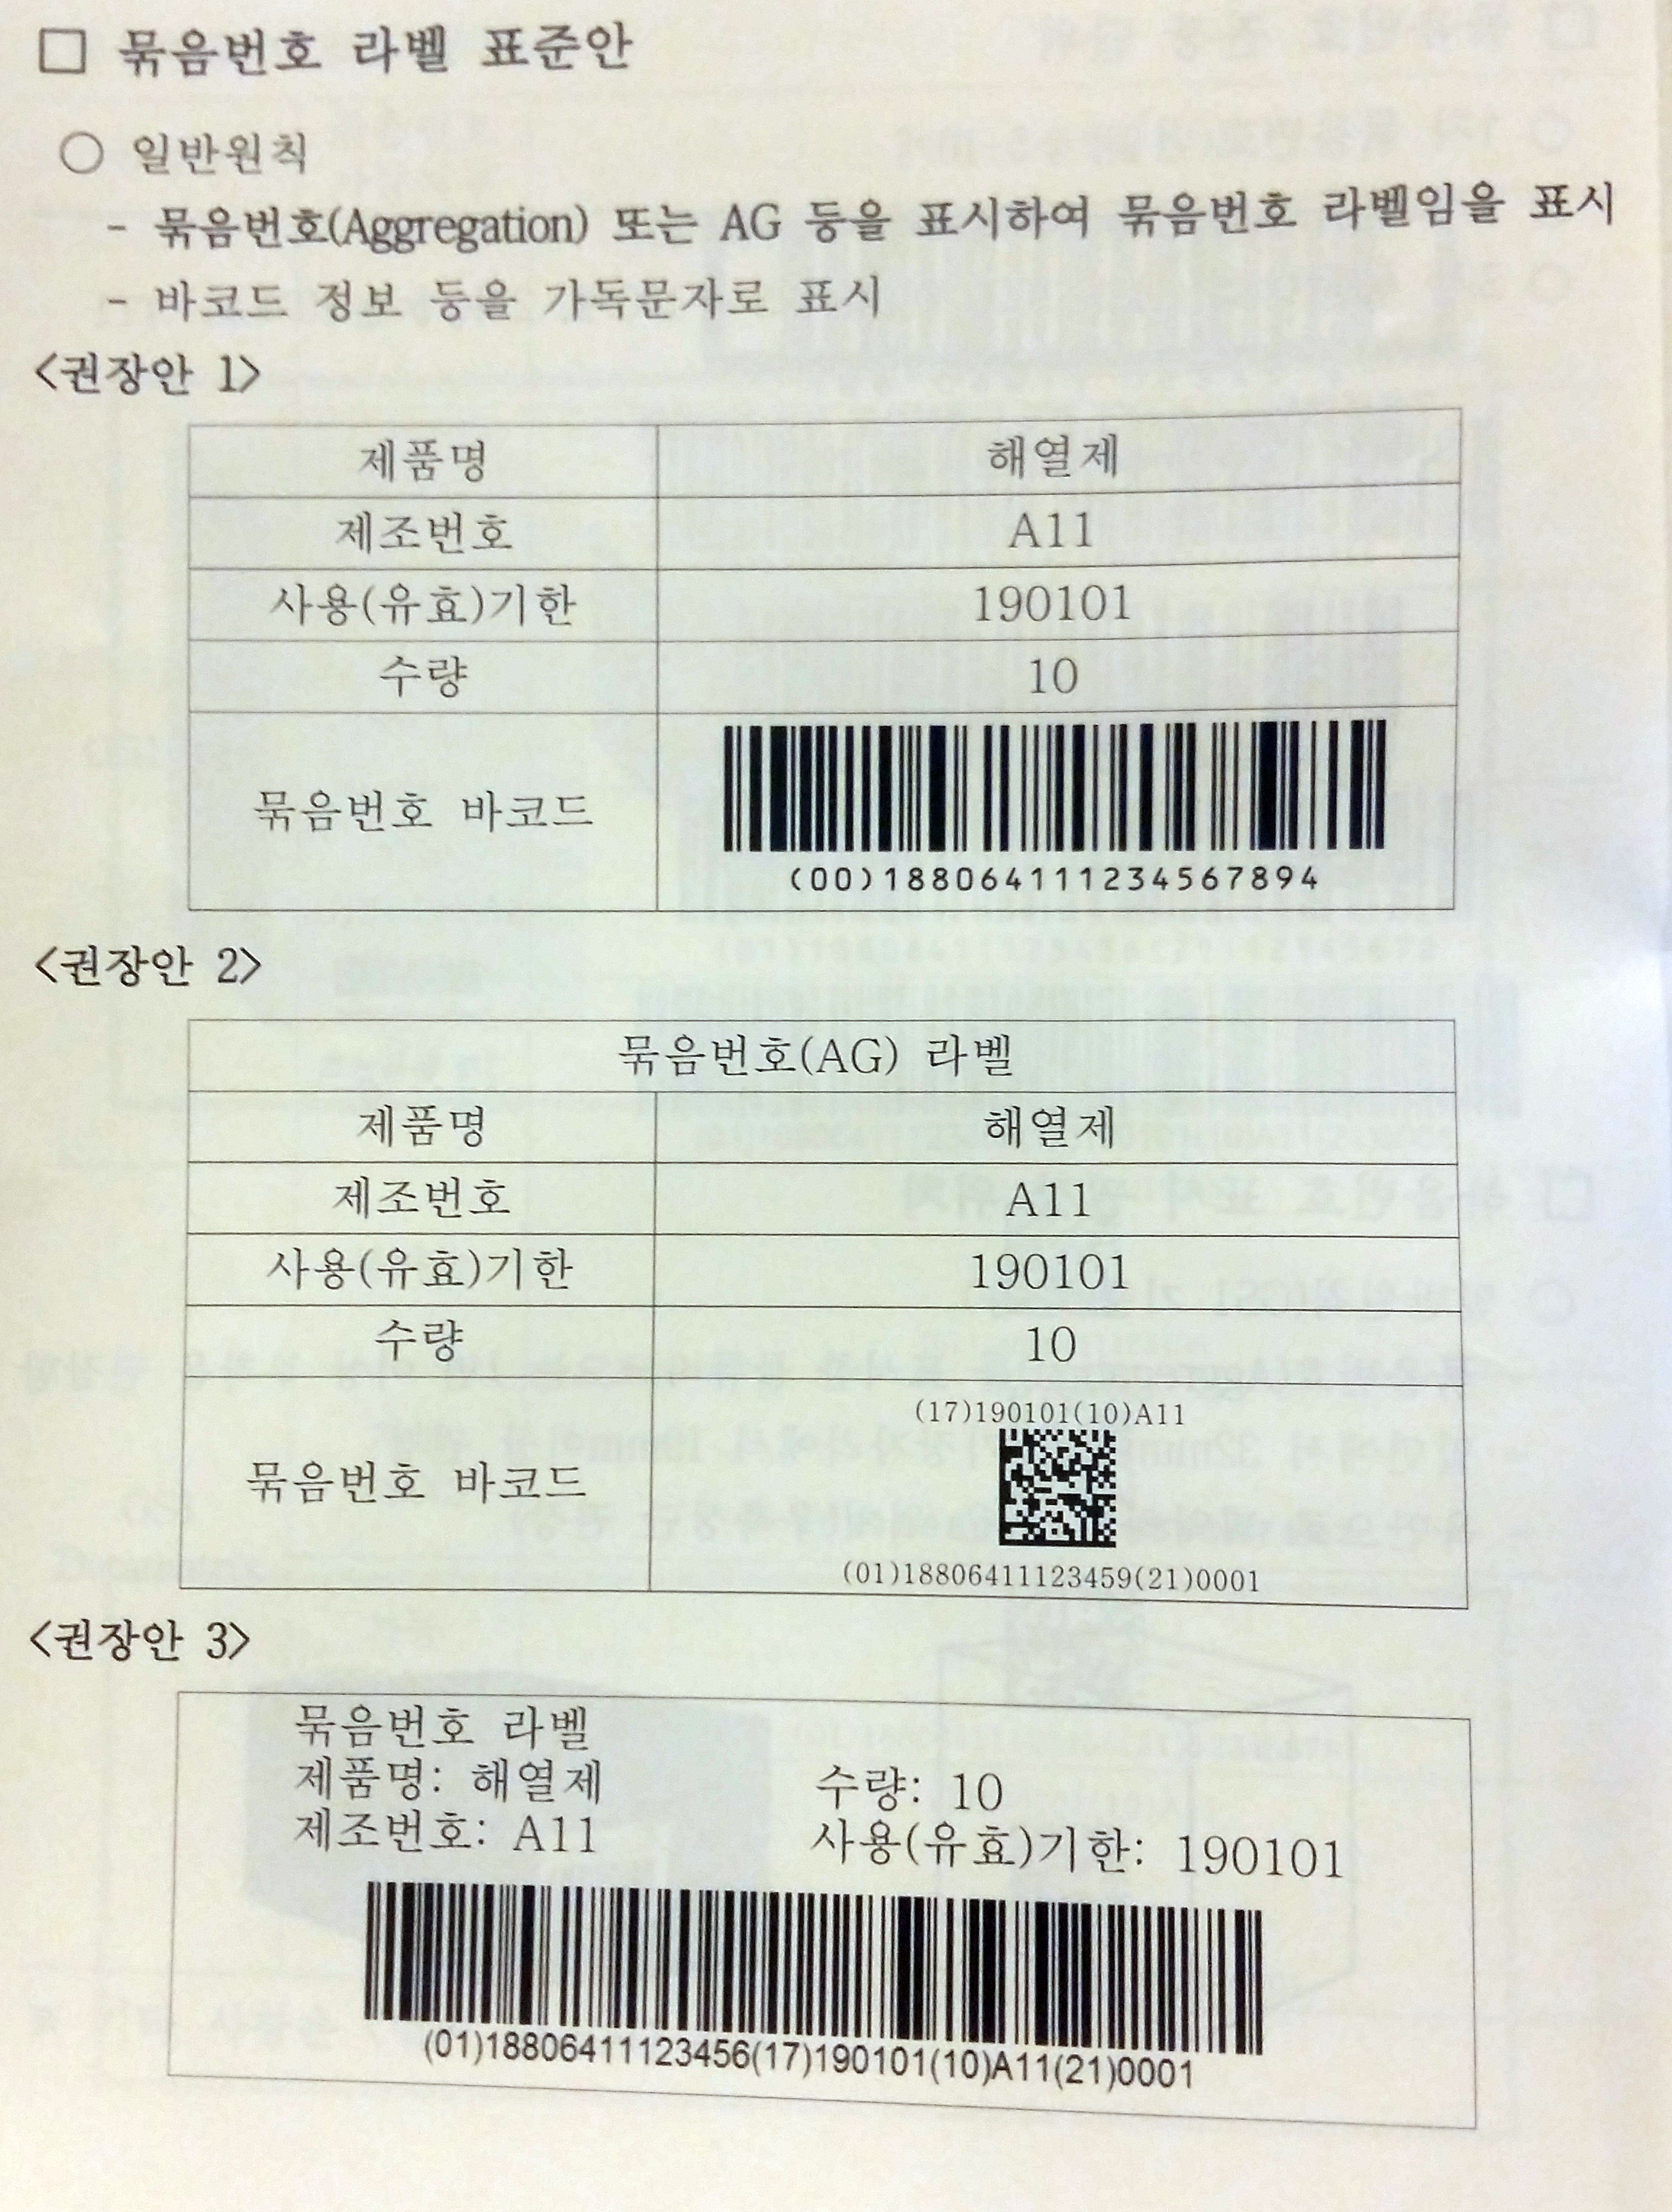 □ 묶음번호 라벨 표준안
○ 일반원칙
- 묶음번호(Aggregation) 또는 AG 등을 표시하여 묶음번호 라벨임을 표시
- 바코드 정보 등을 가독문자로 표시
<권장안 1>
제품명 해열제
제조번호 A11
사용(유효)기한 190101
수량 10
묶음번호 바코드
(00)188064111234567894
<권장안 2>
묶음번호(AG) 라벨
제품명 해열제
제조번호 A11
사용(유효)기한 190101
수량 10
(17)190101(10)A11
묶음번호 바코드
(01)18806411123459(21)0001
<권장안 3>
묶음번호 라벨
제품명: 해열제 수량: 10
제조번호: A11 사용(유효)기한: 190101
(01)18806411123456(17)190101(10)A11(21)0001